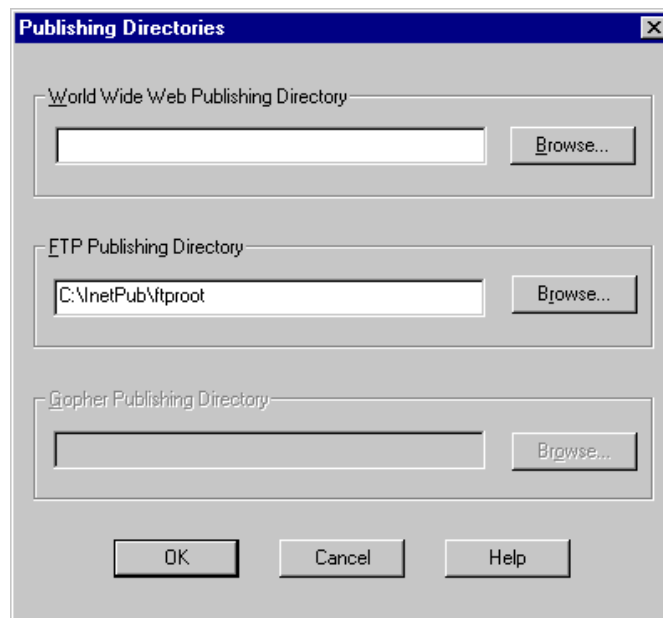 Publishing Directories
World Wide Web Publishing Directory
Browse...
FTP Publishing Directory
C:\InetPub\ftproot
Browse...
Gopher Publishing Directory
Browse...
OK Cancel Help